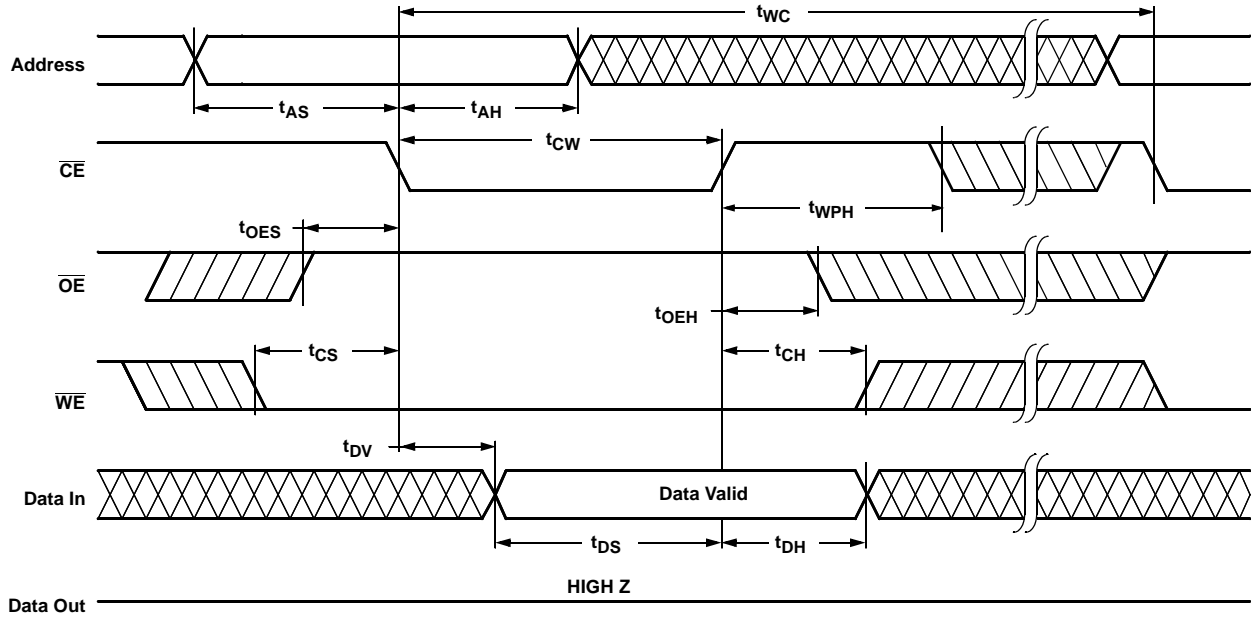 tWC
Address
tAS
tAH
tCW
CE
tWPH
tOES
OE
tOEH
tCS
tCH
WE
tDV
Data In
Data Valid
tDS
tDH
HIGH Z
Data Out